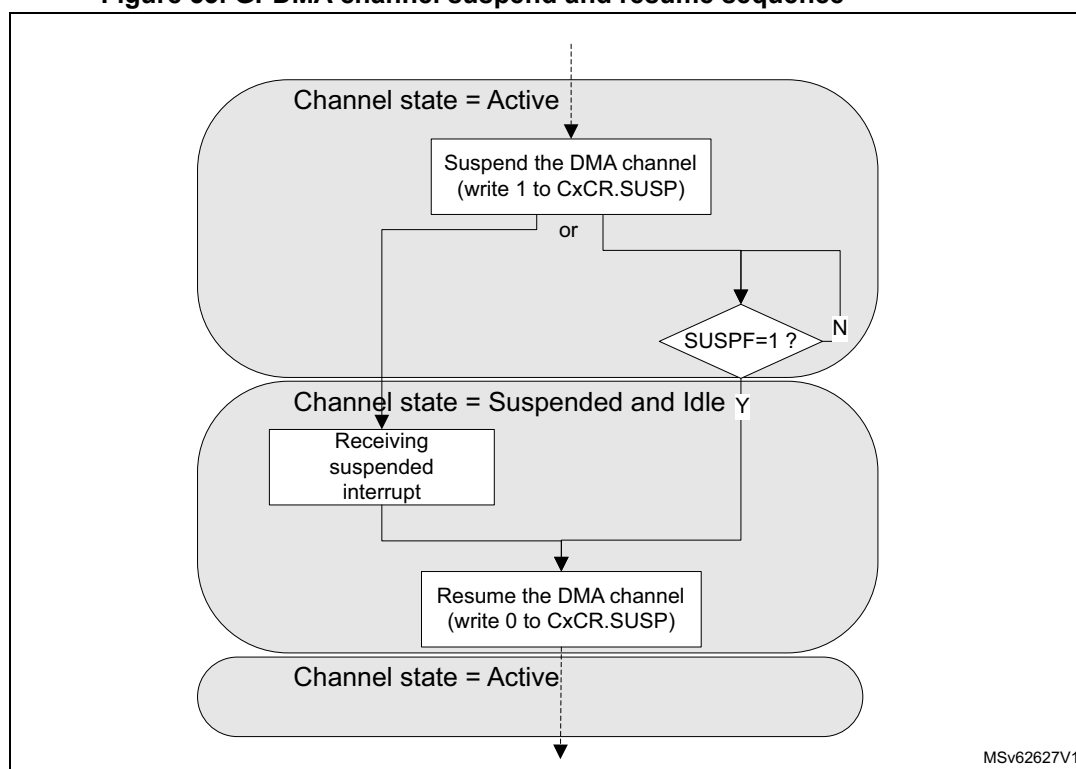 Channel state = Active
Suspend the DMA channel
(write 1 to CxCR.SUSP)
or
SUSPF=1 ?
N
Channel state = Suspended and Idle
Y
Receiving
suspended
interrupt
Resume the DMA channel
(write 0 to CxCR.SUSP)
Channel state = Active
MSv62627V1